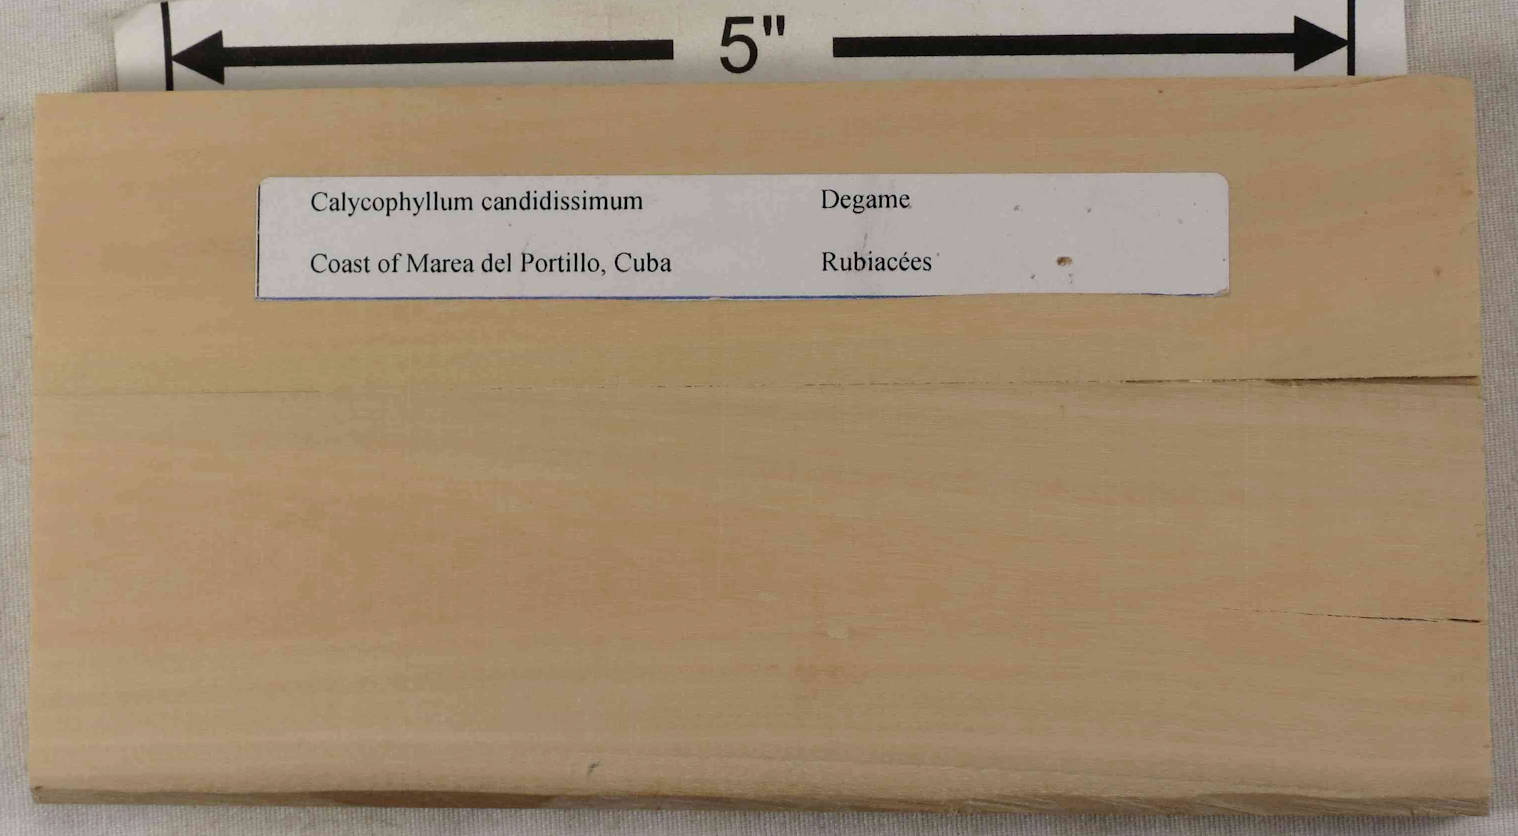 5"
Calycophyllum candidissimum Degame
Coast of Marea del Portillo, Cuba Rubiacées